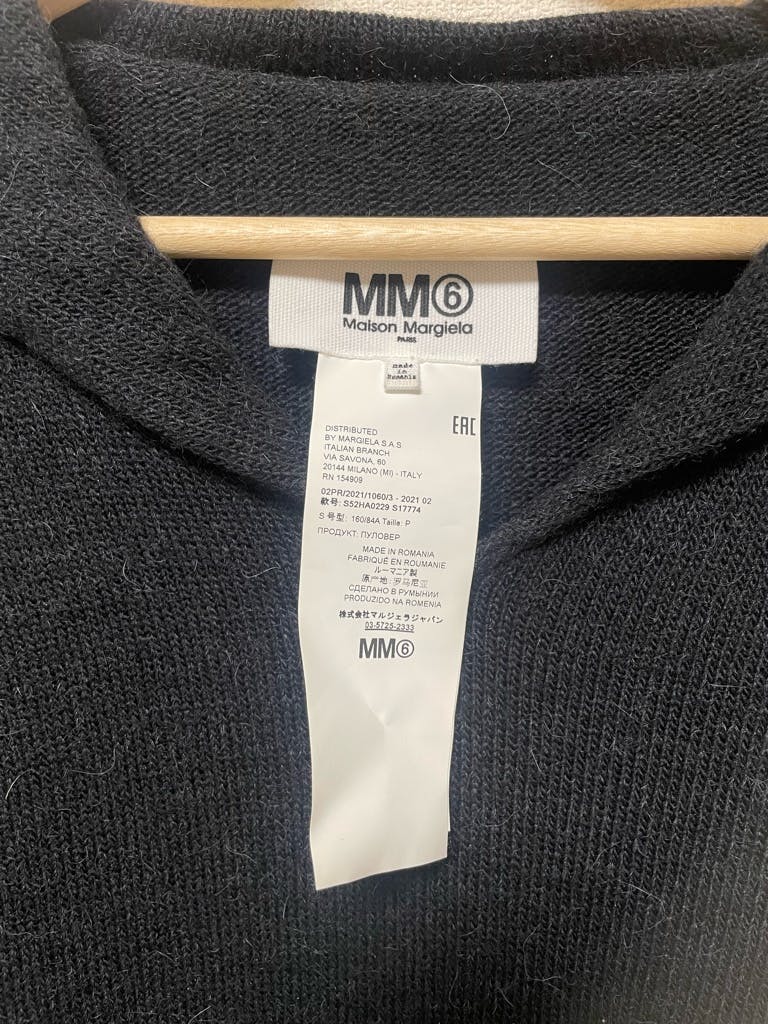 MM⑥
Maison Margiela
PARIS
made
in
Romania
EAC
DISTRIBUTED
BY MARGIELA S.A.S.
ITALIAN BRANCH
VIA SAVONA, 60
20144 MILANO (MI) - ITALY
RN 154909
02PR/2021/1060/3 - 2021 02
款号: S52HA0229 S17774
S 号型: 160/84A Taille: P
ПРОДУКТ: ПУЛОВЕР
MADE IN ROMANIA
FABRIQUÉ EN ROUMANIE
ルーマニア製
原产地: 罗马尼亚
СДЕЛАНО В РУМЫНИИ
PRODUZIDO NA ROMENIA
株式会社マルジェラジャパン
03-5725-2333
MM⑥